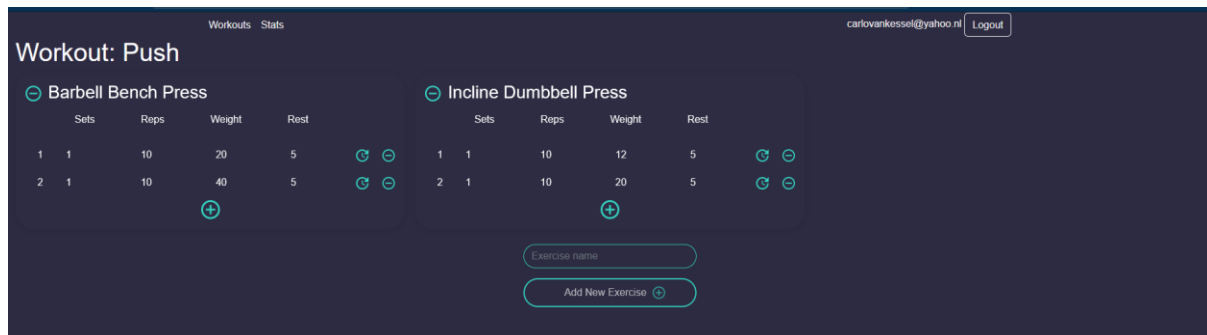 Workouts Stats carlovankessel@yahoo.nl Logout
Workout: Push
Barbell Bench Press
Sets Reps Weight Rest
1 1 10 20 5
2 1 10 40 5
Incline Dumbbell Press
Sets Reps Weight Rest
1 1 10 12 5
2 1 10 20 5
Exercise name
Add New Exercise